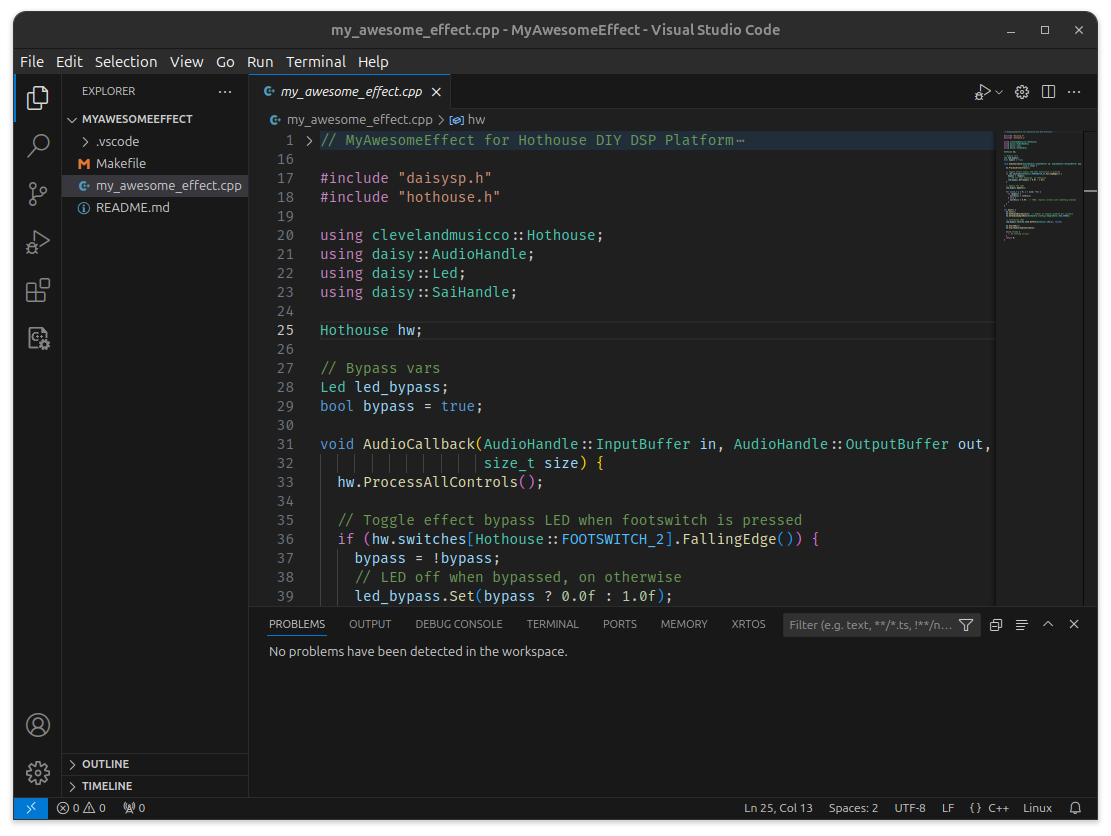 my_awesome_effect.cpp - MyAwesomeEffect - Visual Studio Code
File Edit Selection View Go Run Terminal Help
EXPLORER
MYAWESOMEEFFECT
.vscode
Makefile
my_awesome_effect.cpp
README.md
OUTLINE
TIMELINE
my_awesome_effect.cpp
my_awesome_effect.cpp > hw
1 // MyAwesomeEffect for Hothouse DIY DSP Platform⋯
16
17 #include "daisysp.h"
18 #include "hothouse.h"
19
20 using clevelandmusicco::Hothouse;
21 using daisy::AudioHandle;
22 using daisy::Led;
23 using daisy::SaiHandle;
24
25 Hothouse hw;
26
27 // Bypass vars
28 Led led_bypass;
29 bool bypass = true;
30
31 void AudioCallback(AudioHandle::InputBuffer in, AudioHandle::OutputBuffer out,
32 size_t size) {
33 hw.ProcessAllControls();
34
35 // Toggle effect bypass LED when footswitch is pressed
36 if (hw.switches[Hothouse::FOOTSWITCH_2].FallingEdge()) {
37 bypass = !bypass;
38 // LED off when bypassed, on otherwise
39 led_bypass.Set(bypass ? 0.0f : 1.0f);
PROBLEMS OUTPUT DEBUG CONSOLE TERMINAL PORTS MEMORY XRTOS Filter (e.g. text, **/*.ts, !**/n...
No problems have been detected in the workspace.
0 0 0 Ln 25, Col 13 Spaces: 2 UTF-8 LF {} C++ Linux